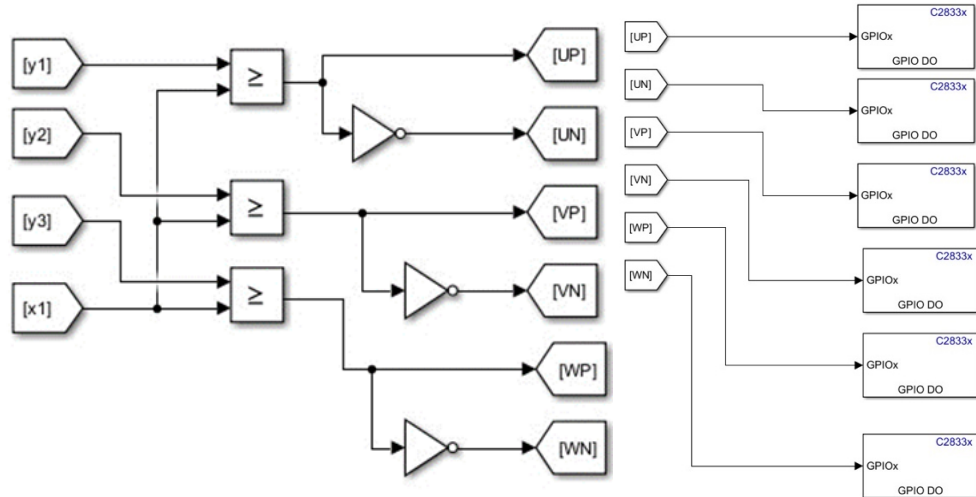 [y1]
≥
[UP]
[y2]
[UN]
≥
[VP]
[y3]
[VN]
≥
[x1]
[WP]
[WN]
[UP]
C2833x
GPIOx
GPIO DO
[UN]
C2833x
GPIOx
GPIO DO
[VP]
C2833x
GPIOx
GPIO DO
[VN]
C2833x
GPIOx
GPIO DO
[WP]
C2833x
GPIOx
GPIO DO
[WN]
C2833x
GPIOx
GPIO DO